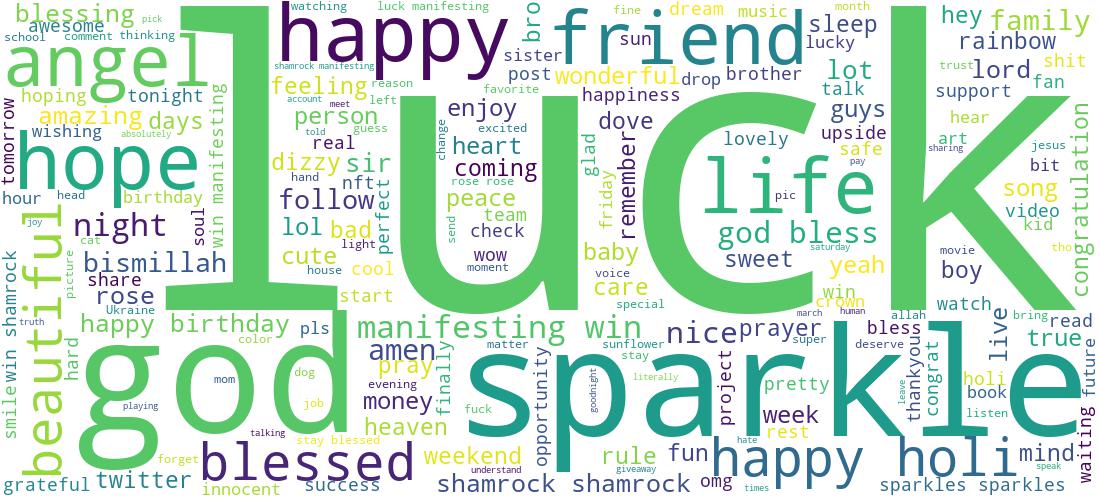 watching
luck manifesting
bro
dream
music
month
pick
blessing
awesome
school
comment
thinking
happy
friend
fine
sun
sleep
lucky
hey
family
rainbow
angel
sister
post
wonderful
drop
brother
lot
talk
lord
support
trust
shit
fan
shamrock manifesting
feeling
reason
favorite
happiness
hoping
tonight
account
meet
left
person
enjoy
dove
guys
upside
safe
hear
art
jesus
amazing
days
wishing
absolutely
told
guess
real
change
excited
heart
glad
lovely
sharing
bit
tomorrow
hope
win manifesting
dizzy
sir
hand
nft
coming
rose rose
friday
remember
life
pay
pic
song
video
kid
congratulation
luck
hour
head
birthday
follow
perfect
peace
team
send
check
god bless
saturday
tho
joy
night
soul
lol
bad
light
wow
moment
baby
voice
sweet
yeah
movie
boy
cat
bismillah
cute
house
cool
care
special
win
crown
watch
beautiful
picture
share
rose
Ukraine
start
march
human
allah
live
bring
read
smile
win shamrock
truth
hard
happy birthday
color
pls
manifesting win
nice
prayer
super
bless
deserve
true
future
god
mom
dog
job
playing
amen
pray
evening
money
heaven
finally
matter
sunflower
stay
literally
fuck
sparkle
opportunity
goodnight
project
pretty
week
rest
thankyou
leave
congrat
holi
book
listen
waiting
talking
stay blessed
forget
blessed
weekend
understand
rule
giveaway
fun
omg
hate
times
happy holi
mind
speak
grateful
twitter
innocent
success
shamrock shamrock
sparkles sparkles